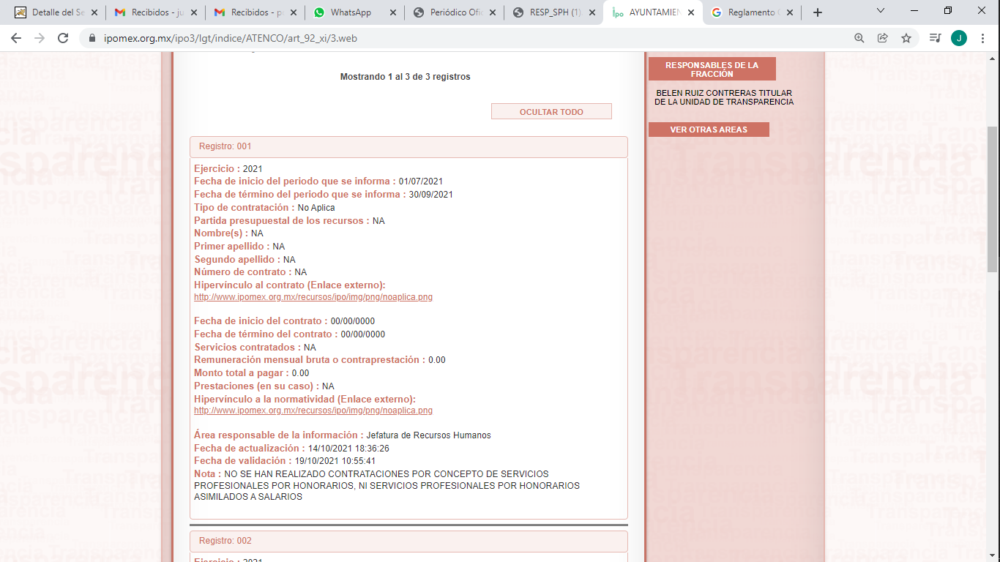 Detalle del Se
Recibidos - ju
Recibidos - p
WhatsApp
Periódico Ofic
RESP_SPH (1).
ipo AYUNTAMIEN
Reglamento
ipomex.org.mx/ipo3/lgt/indice/ATENCO/art_92_xi/3.web
J
Mostrando 1 al 3 de 3 registros
OCULTAR TODO
Registro: 001
Ejercicio : 2021
Fecha de inicio del periodo que se informa : 01/07/2021
Fecha de término del periodo que se informa : 30/09/2021
Tipo de contratación : No Aplica
Partida presupuestal de los recursos : NA
Nombre(s) : NA
Primer apellido : NA
Segundo apellido : NA
Número de contrato : NA
Hipervínculo al contrato (Enlace externo):
http://www.ipomex.org.mx/recursos/ipo/img/png/noaplica.png
Fecha de inicio del contrato : 00/00/0000
Fecha de término del contrato : 00/00/0000
Servicios contratados : NA
Remuneración mensual bruta o contraprestación : 0.00
Monto total a pagar : 0.00
Prestaciones (en su caso) : NA
Hipervínculo a la normatividad (Enlace externo):
http://www.ipomex.org.mx/recursos/ipo/img/png/noaplica.png
Área responsable de la información : Jefatura de Recursos Humanos
Fecha de actualización : 14/10/2021 18:36:26
Fecha de validación : 19/10/2021 10:55:41
Nota : NO SE HAN REALIZADO CONTRATACIONES POR CONCEPTO DE SERVICIOS
PROFESIONALES POR HONORARIOS, NI SERVICIOS PROFESIONALES POR HONORARIOS
ASIMILADOS A SALARIOS
Registro: 002
Ejercicio : 2021
RESPONSABLES DE LA
FRACCIÓN
BELEN RUIZ CONTRERAS TITULAR
DE LA UNIDAD DE TRANSPARENCIA
VER OTRAS AREAS